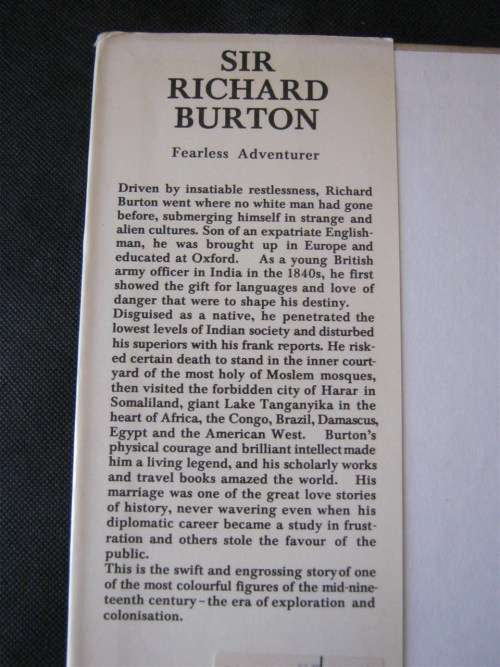 SIR
RICHARD
BURTON
Fearless Adventurer
Driven by insatiable restlessness, Richard
Burton went where no white man had gone
before, submerging himself in strange and
alien cultures. Son of an expatriate English-
man, he was brought up in Europe and
educated at Oxford. As a young British
army officer in India in the 1840s, he first
showed the gift for languages and love of
danger that were to shape his destiny.
Disguised as a native, he penetrated the
lowest levels of Indian society and disturbed
his superiors with his frank reports. He risk-
ed certain death to stand in the inner court-
yard of the most holy of Moslem mosques,
then visited the forbidden city of Harar in
Somaliland, giant Lake Tanganyika in the
heart of Africa, the Congo, Brazil, Damascus,
Egypt and the American West. Burton's
physical courage and brilliant intellect made
him a living legend, and his scholarly works
and travel books amazed the world. His
marriage was one of the great love stories
of history, never wavering even when his
diplomatic career became a study in frust-
ration and others stole the favour of the
public.
This is the swift and engrossing story of one
of the most colourful figures of the mid-nine-
teenth century – the era of exploration and
colonisation.